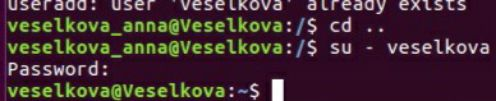 useradd: user 'veselkova' already exists
veselkova_anna@Veselkova:/$ cd ..
veselkova_anna@Veselkova:/$ su - veselkova
Password:
veselkova@Veselkova:~$